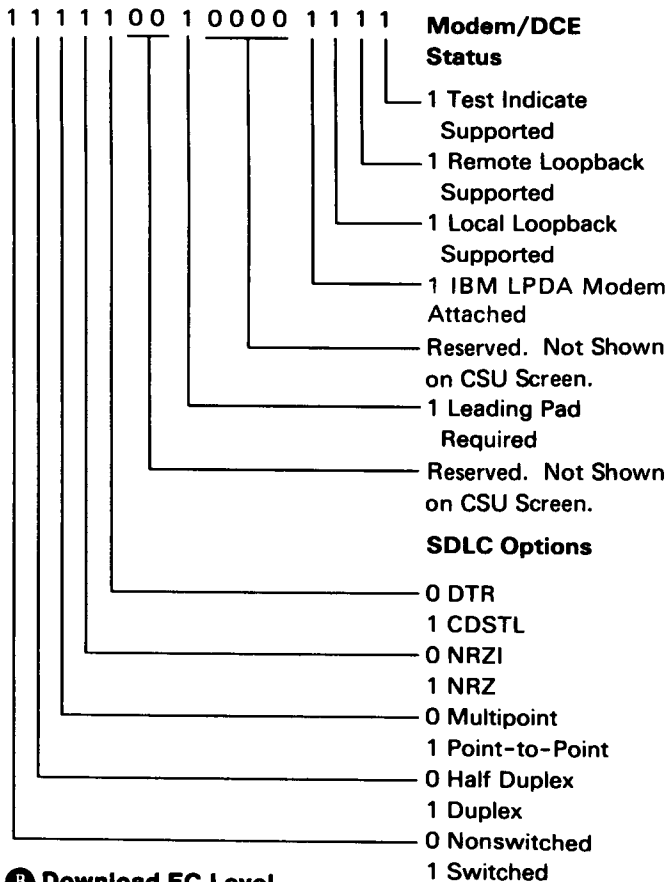 1 1 1 1 1 0 0 1 0 0 0 0 1 1 1 1
Modem/DCE
Status
1 Test Indicate
Supported
1 Remote Loopback
Supported
1 Local Loopback
Supported
1 IBM LPDA Modem
Attached
Reserved. Not Shown
on CSU Screen.
1 Leading Pad
Required
Reserved. Not Shown
on CSU Screen.
SDLC Options
0 DTR
1 CDSTL
0 NRZI
1 NRZ
0 Multipoint
1 Point-to-Point
0 Half Duplex
1 Duplex
0 Nonswitched
1 Switched
B Download EC Level